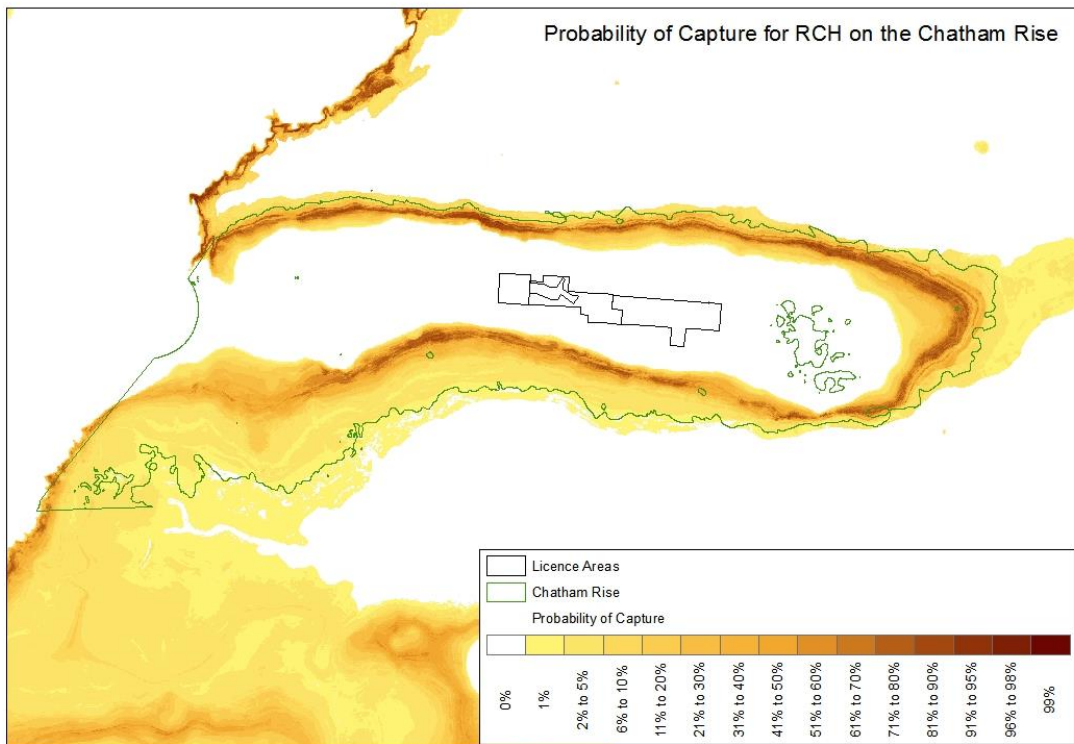 Probability of Capture for RCH on the Chatham Rise
Licence Areas
Chatham Rise
Probability of Capture
0%
1%
2% to 5%
6% to 10%
11% to 20%
21% to 30%
31% to 40%
41% to 50%
51% to 60%
61% to 70%
71% to 80%
81% to 90%
91% to 95%
96% to 98%
99%